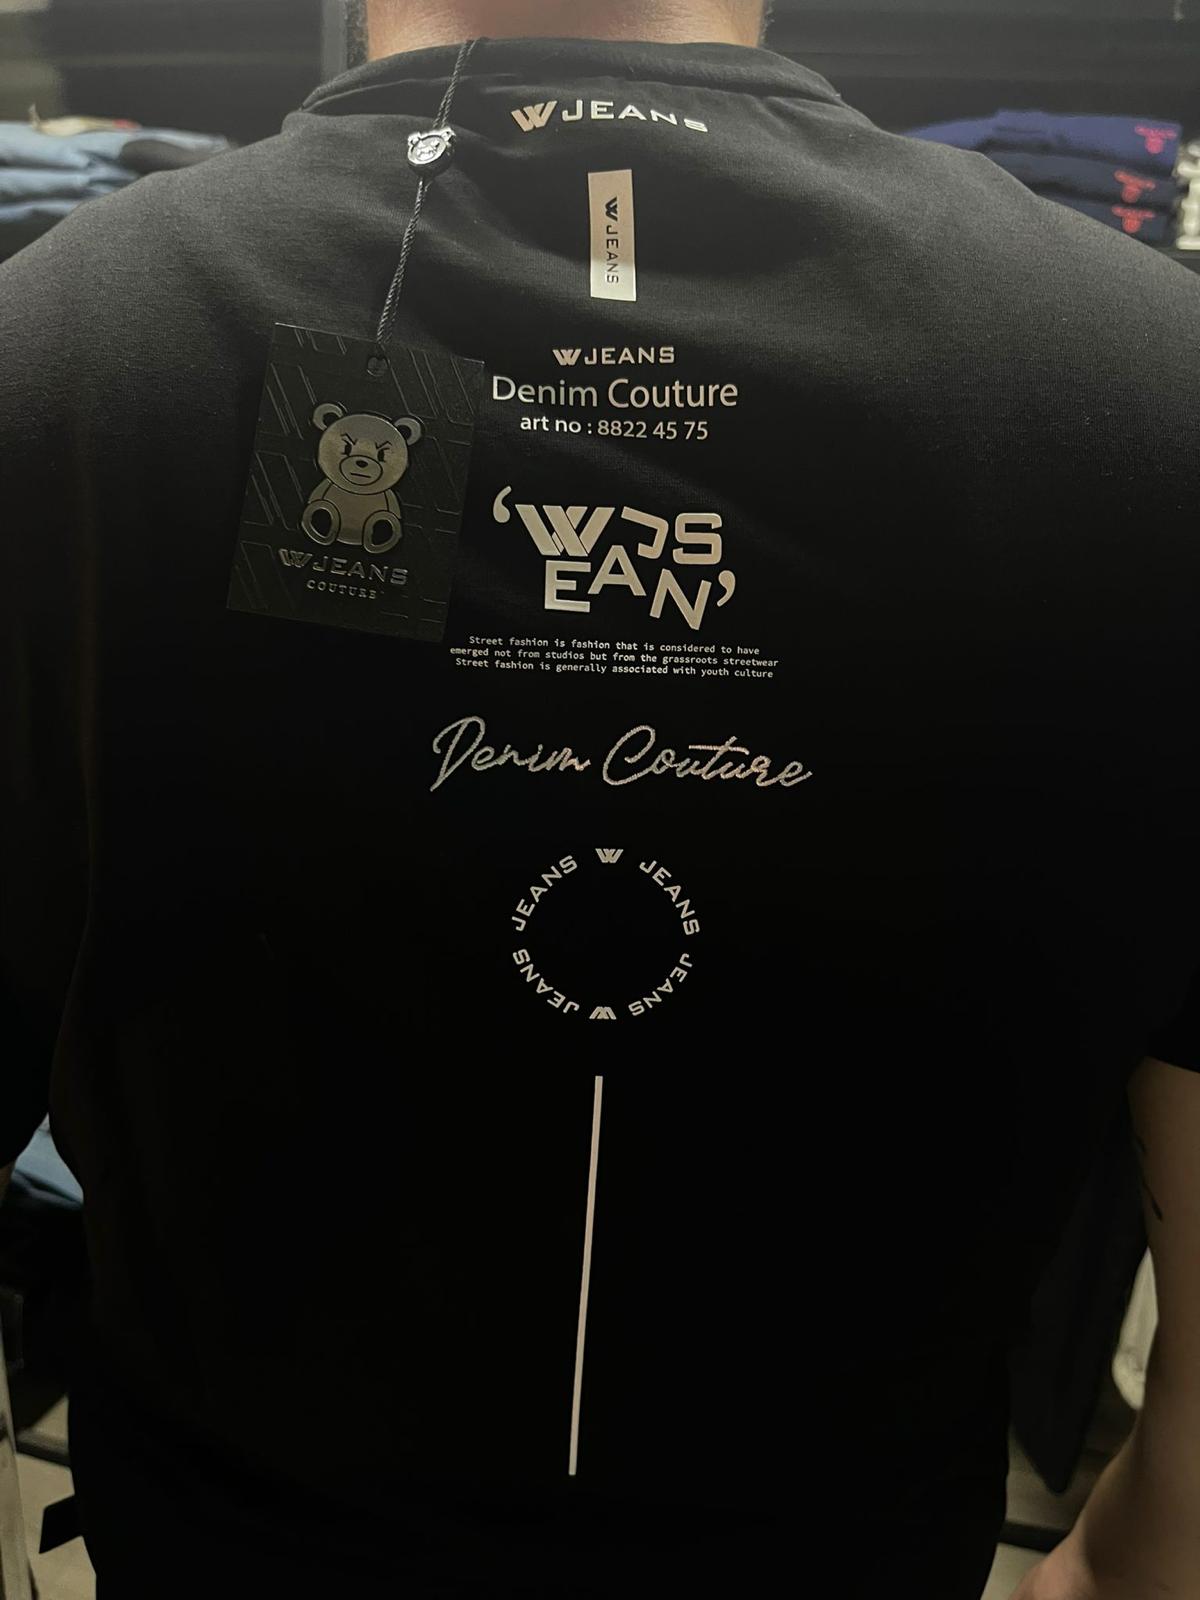 WJEANS
WJEANS
WJEANS
Denim Couture
art no : 8822 45 75
WJEANS
COUTURE
‘WJS
EAN’
Street fashion is fashion that is considered to have
emerged not from studios but from the grassroots streetwear
Street fashion is generally associated with youth culture
Denim Couture
W JEANS JEANS W JEANS JEANS